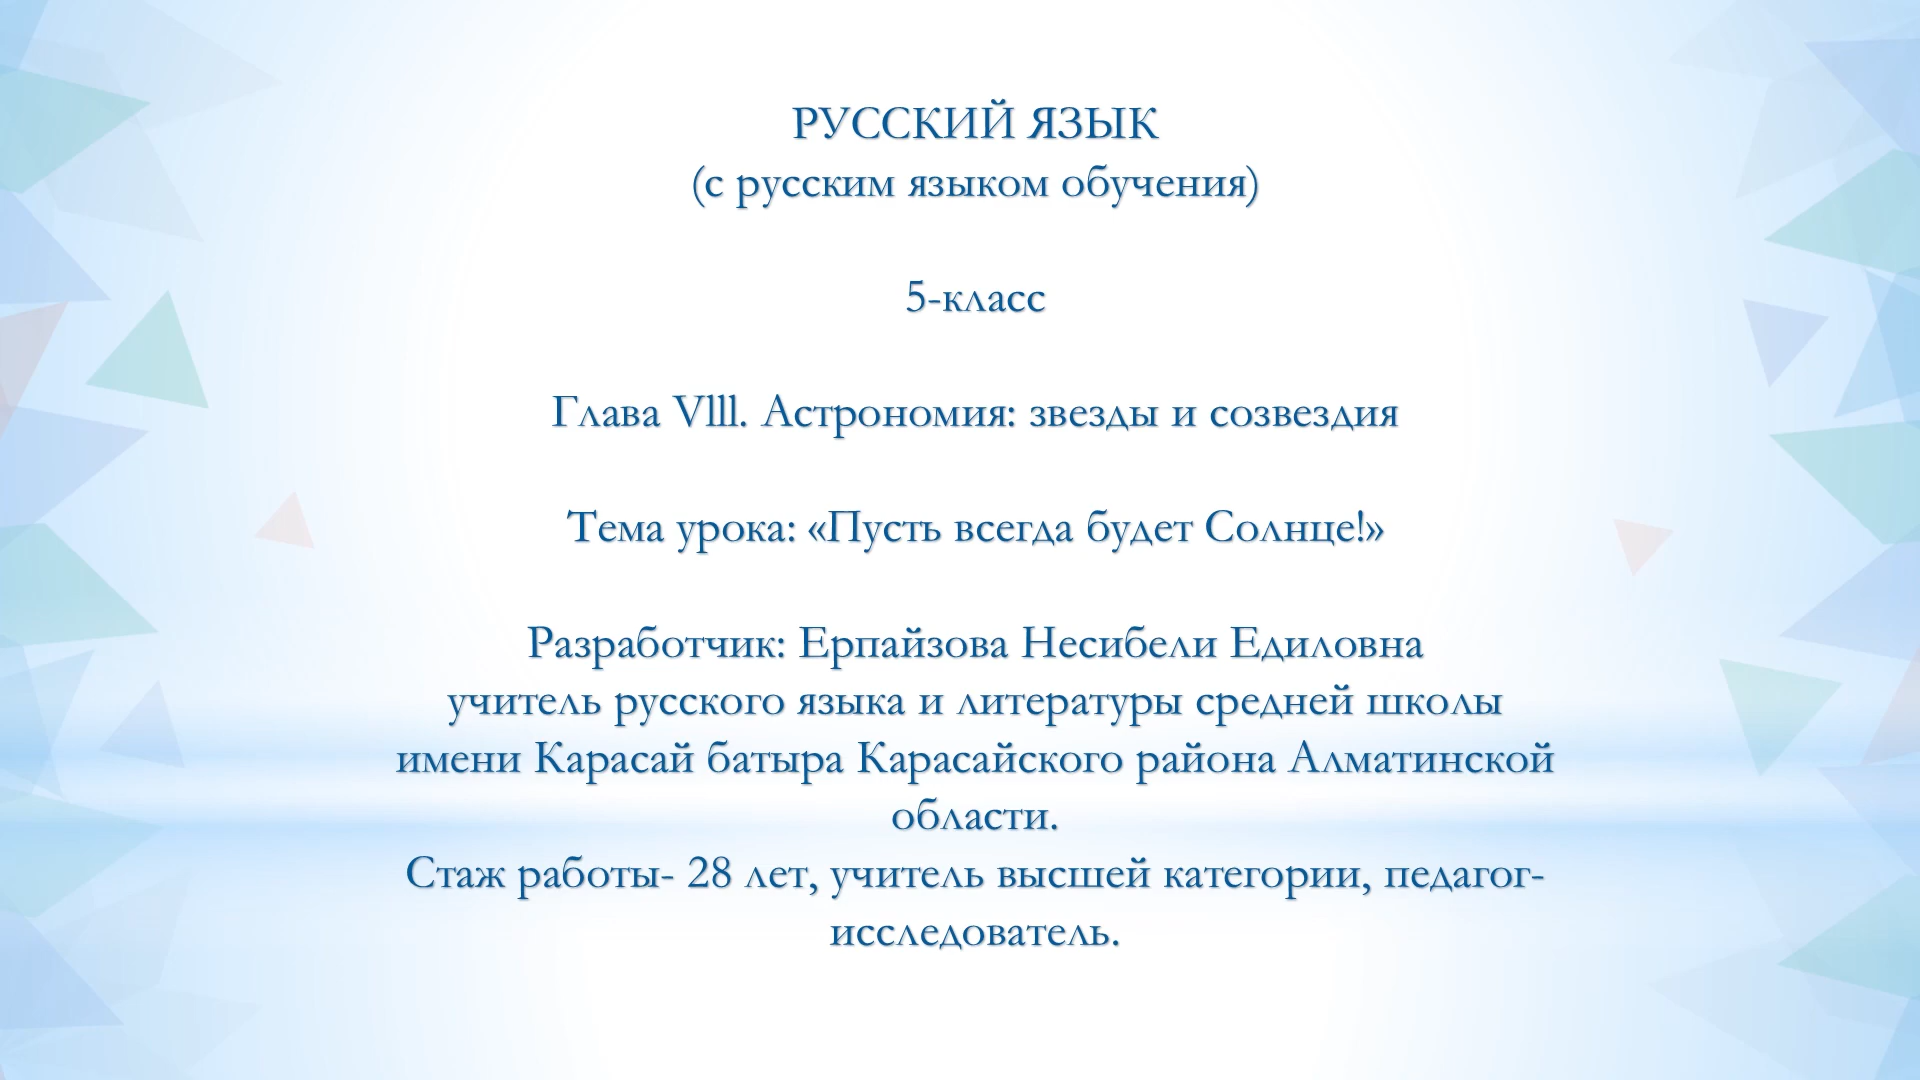 РУССКИЙ ЯЗЫК
(с русским языком обучения)
5-класс
Глава Vlll. Астрономия: звезды и созвездия
Тема урока: «Пусть всегда будет Солнце!»
Разработчик: Ерпайзова Несибели Едиловна
учитель русского языка и литературы средней школы
имени Карасай батыра Карасайского района Алматинской
области.
Стаж работы- 28 лет, учитель высшей категории, педагог-
исследователь.